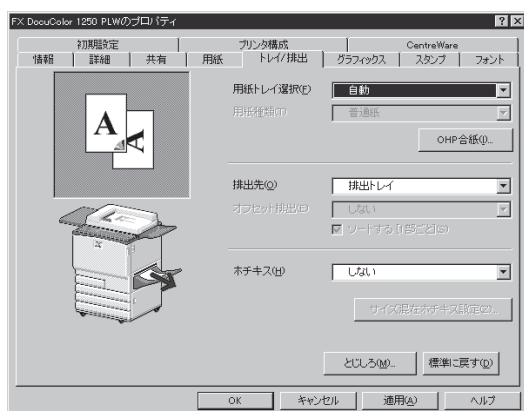 FX DocuColor 1250 PLWのプロパティ
初期設定 プリンタ構成 CentreWare
情報 詳細 共有 用紙 トレイ/排出 グラフィックス スタンプ フォント
A
A
用紙トレイ選択(F) 自動
用紙種類(T) 普通紙
OHP合紙(I)...
排出先(O) 排出トレイ
オフセット排出(E) しない
ソートする [1部ごと](S)
ホチキス(H) しない
サイズ混在ホチキス設定(Z)...
とじしろ(M)... 標準に戻す(D)
OK キャンセル 適用(A) ヘルプ